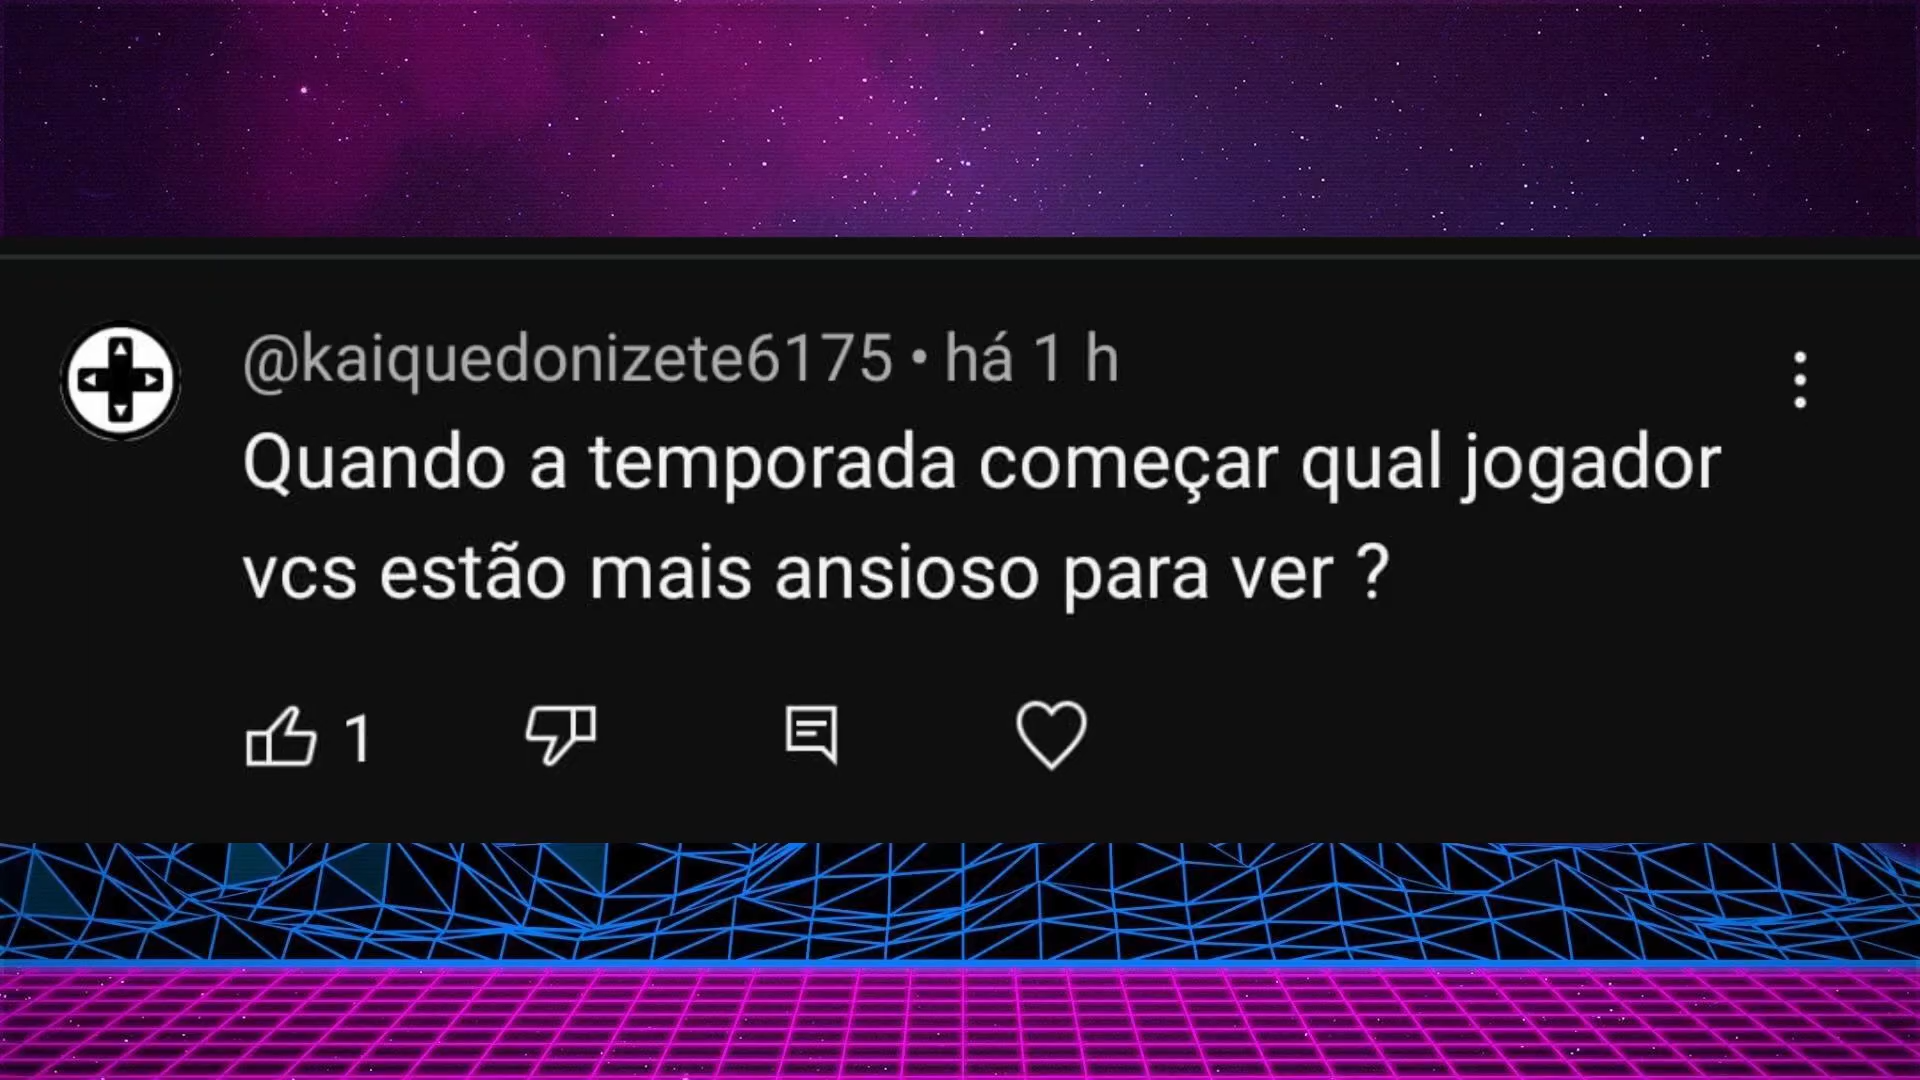 @kaiquedonizete6175 • há 1 h
Quando a temporada começar qual jogador
vcs estão mais ansioso para ver ?
1